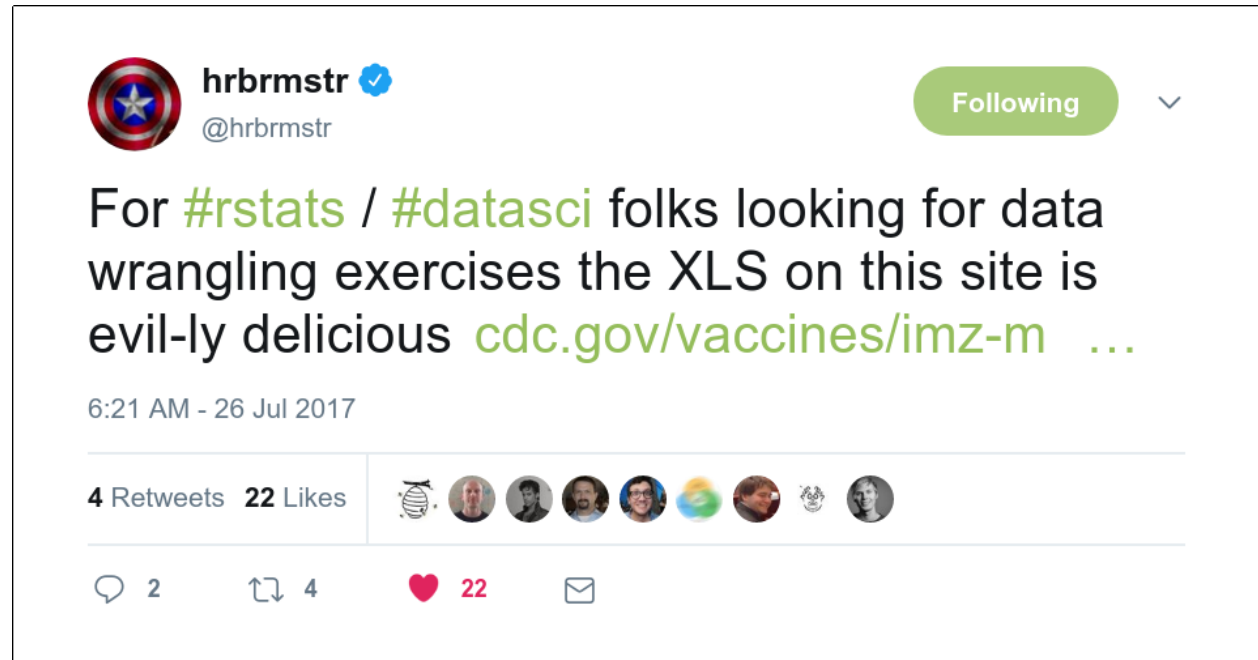 hrbrmstr
@hrbrmstr
Following
For #rstats / #datasci folks looking for data
wrangling exercises the XLS on this site is
evil-ly delicious cdc.gov/vaccines/imz-m …
6:21 AM - 26 Jul 2017
4 Retweets 22 Likes
2 4 22